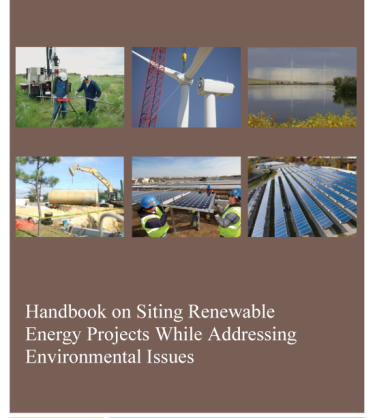 Handbook on Siting Renewable
Energy Projects While Addressing
Environmental Issues